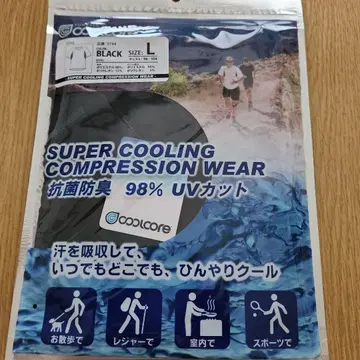 COOLCORE
BLACK
SIZE: L
SUPER COOLING COMPRESSION WEAR
SUPER COOLING
COMPRESSION WEAR
抗菌防臭 98% UVカット
COOLCORE
汗を吸収して、
いつでもどこでも、ひんやりクール
お散歩で
レジャーで
室内で
スポーツで